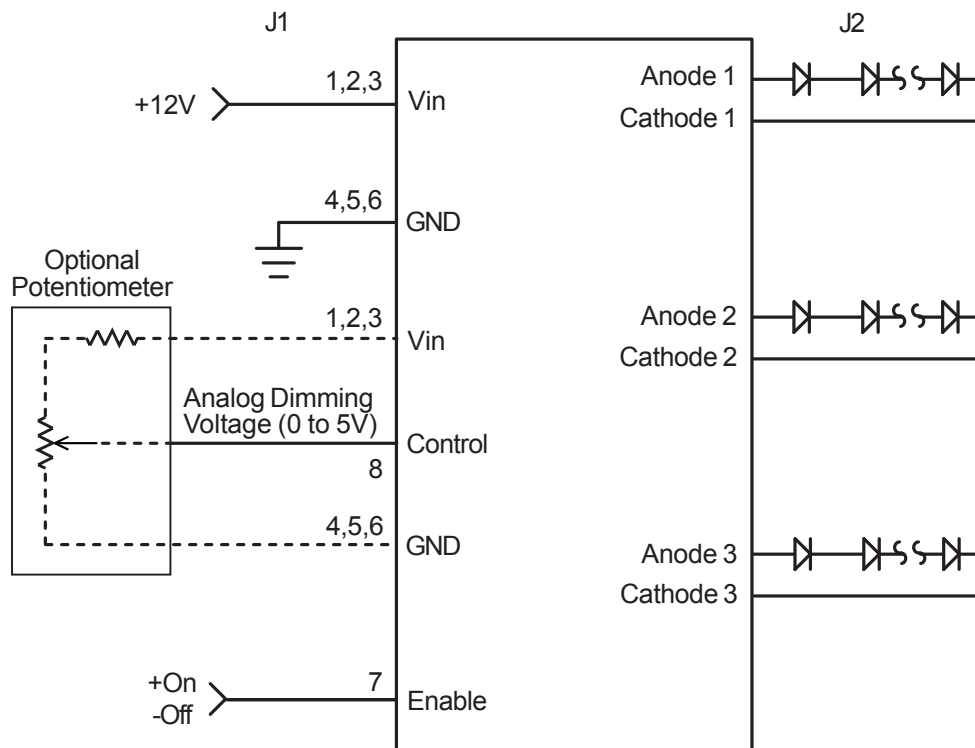 J1
J2
1,2,3
+12V
Vin
Anode 1
Cathode 1
4,5,6
GND
Optional
Potentiometer
1,2,3
Vin
Anode 2
Cathode 2
Analog Dimming
Voltage (0 to 5V)
Control
8
4,5,6
GND
Anode 3
Cathode 3
+On
-Off
7
Enable